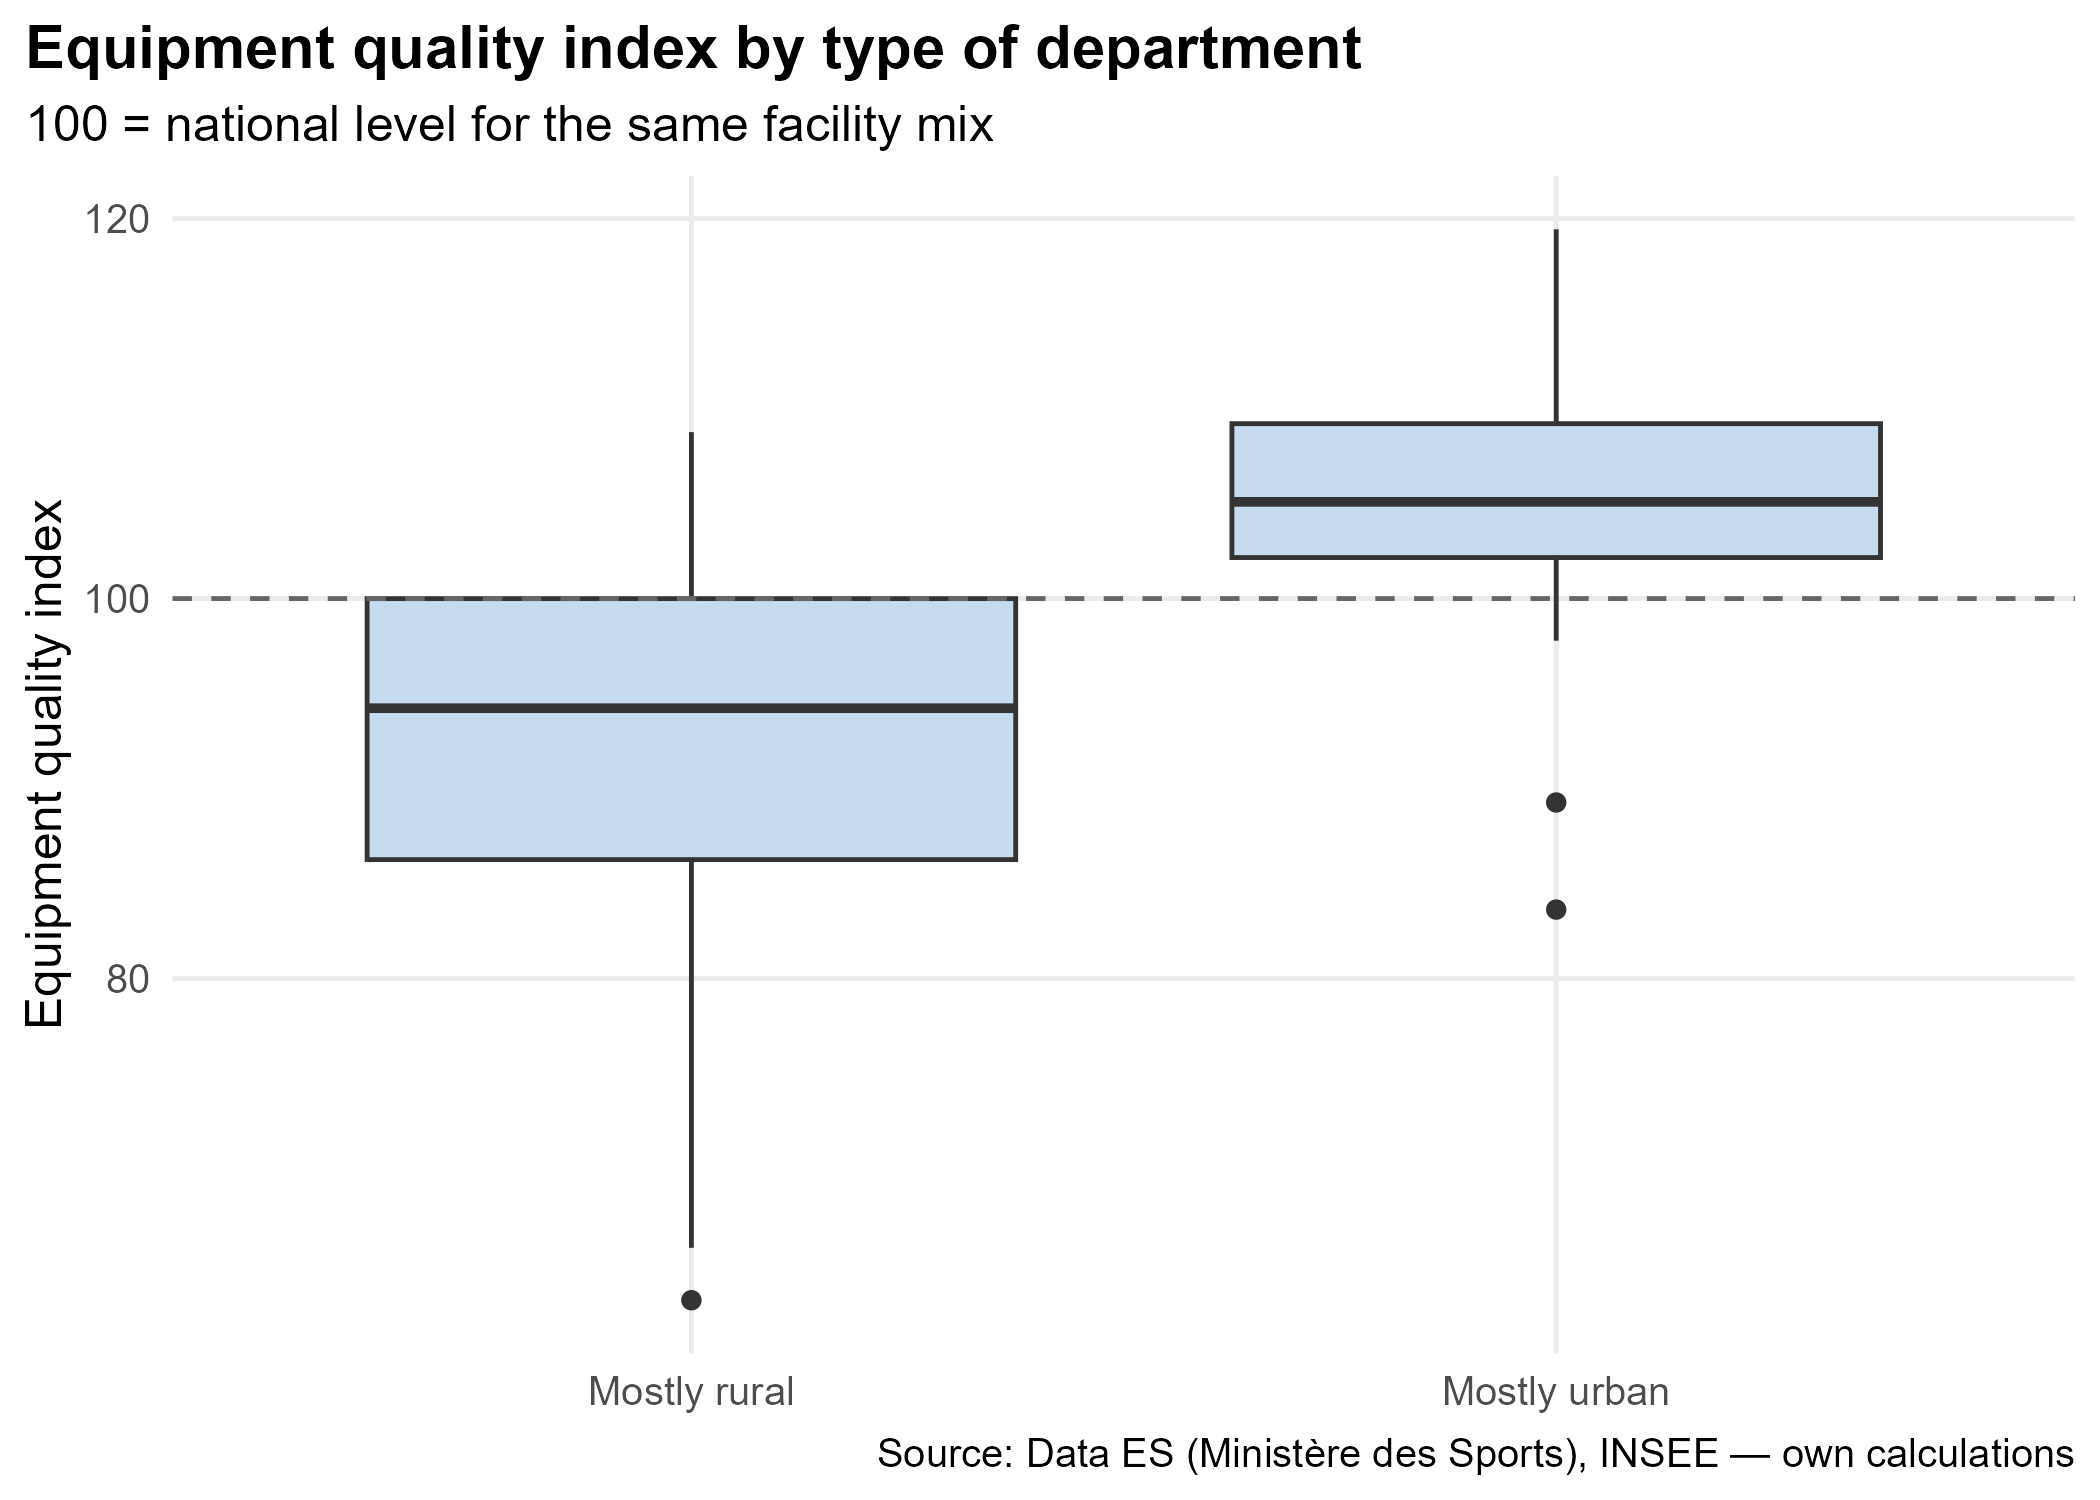 Equipment quality index by type of department
100 = national level for the same facility mix
Equipment quality index
120
100
80
Mostly rural
Mostly urban
Source: Data ES (Ministère des Sports), INSEE — own calculations